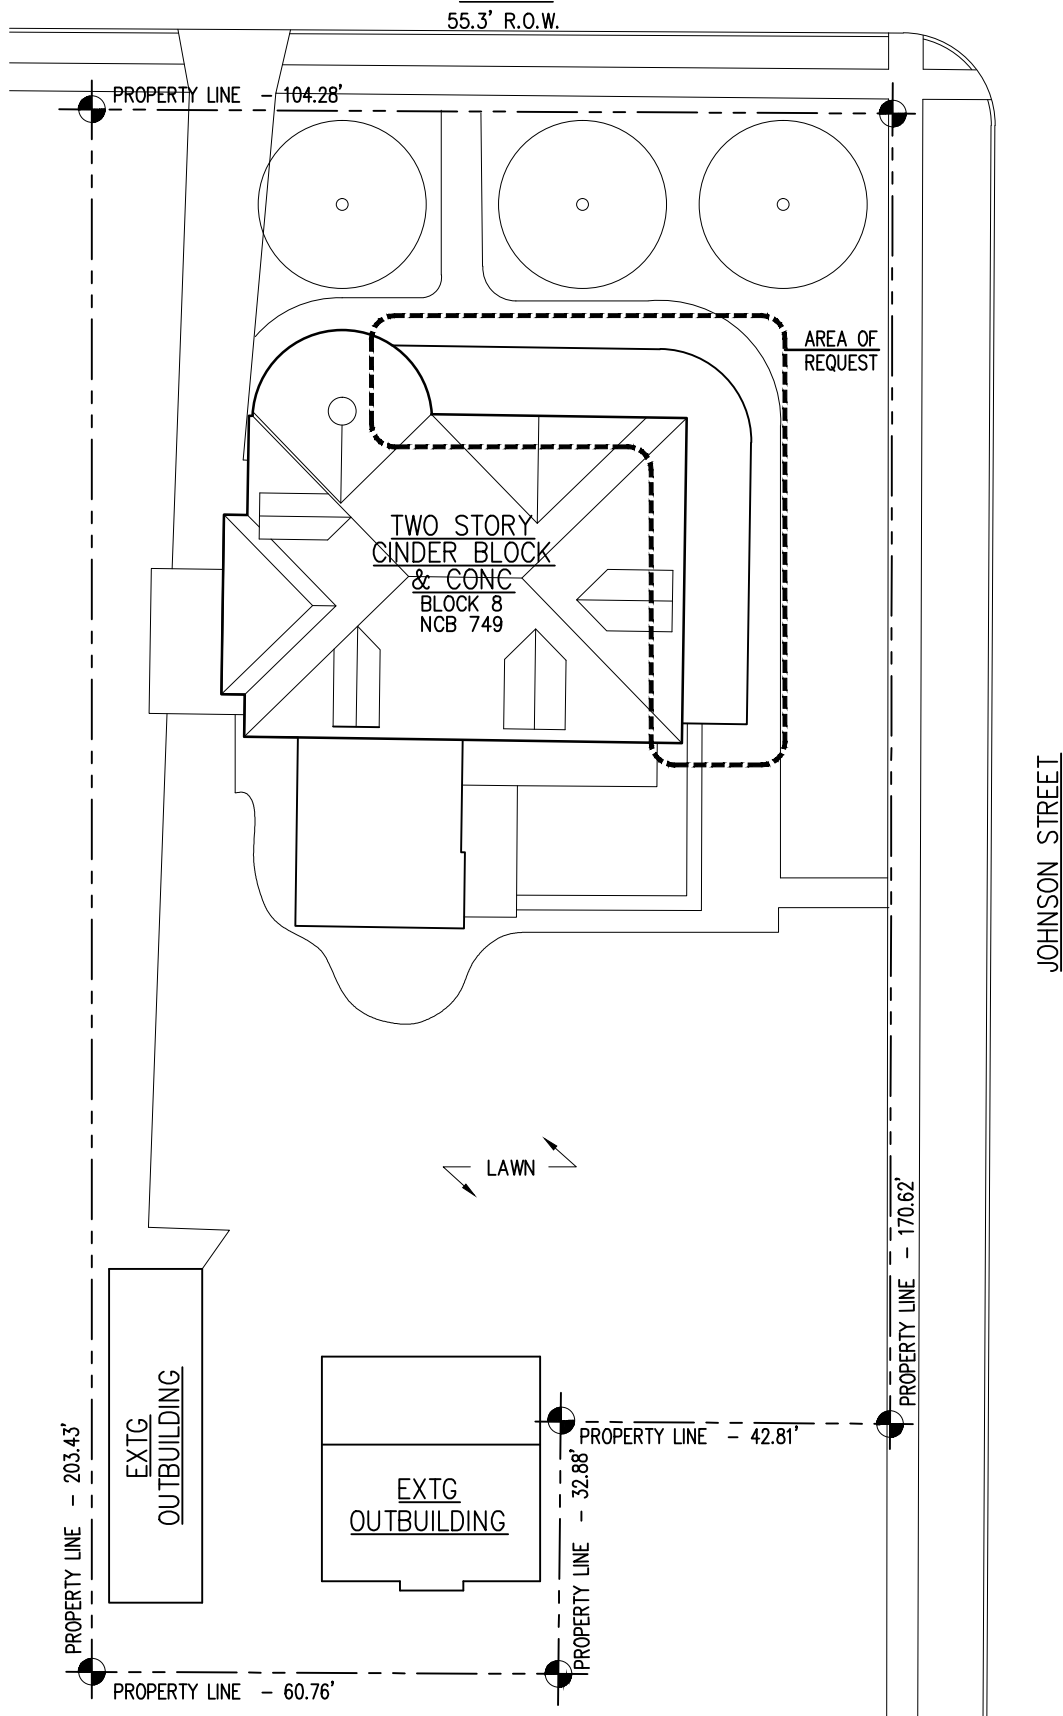 55.3' R.O.W.
PROPERTY LINE - 104.28'
AREA OF
REQUEST
TWO STORY
CINDER BLOCK
& CONC
BLOCK 8
NCB 749
JOHNSON STREET
LAWN
PROPERTY LINE - 170.62'
EXTG
OUTBUILDING
PROPERTY LINE - 203.43'
EXTG
OUTBUILDING
PROPERTY LINE - 42.81'
PROPERTY LINE - 32.88'
PROPERTY LINE - 60.76'